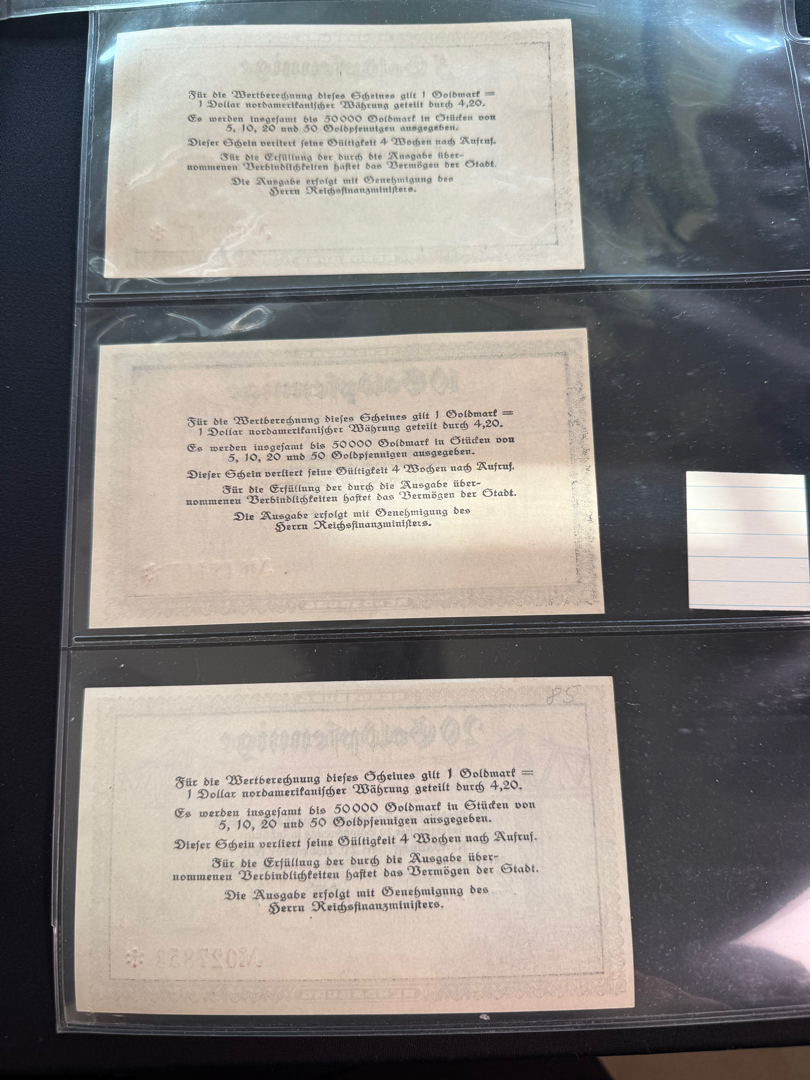 Für die Wertberechnung dieses Scheines gilt 1 Goldmark =
1 Dollar nordamerikanischer Währung geteilt durch 4,20.
Es werden insgesamt bis 50000 Goldmark in Stücken von
5, 10, 20 und 50 Goldpfennigen ausgegeben.
Dieser Schein verliert seine Gültigkeit 4 Wochen nach Aufruf.
Für die Erfüllung der durch die Ausgabe über-
nommenen Verbindlichkeiten haftet das Vermögen der Stadt.
Die Ausgabe erfolgt mit Genehmigung des
Herrn Reichsfinanzministers.
10 Goldpfennig
Für die Wertberechnung dieses Scheines gilt 1 Goldmark =
1 Dollar nordamerikanischer Währung geteilt durch 4,20.
Es werden insgesamt bis 50000 Goldmark in Stücken von
5, 10, 20 und 50 Goldpfennigen ausgegeben.
Dieser Schein verliert seine Gültigkeit 4 Wochen nach Aufruf.
Für die Erfüllung der durch die Ausgabe über-
nommenen Verbindlichkeiten haftet das Vermögen der Stadt.
Die Ausgabe erfolgt mit Genehmigung des
Herrn Reichsfinanzministers.
85
20 Goldpfennig
Für die Wertberechnung dieses Scheines gilt 1 Goldmark =
1 Dollar nordamerikanischer Währung geteilt durch 4,20.
Es werden insgesamt bis 50000 Goldmark in Stücken von
5, 10, 20 und 50 Goldpfennigen ausgegeben.
Dieser Schein verliert seine Gültigkeit 4 Wochen nach Aufruf.
Für die Erfüllung der durch die Ausgabe über-
nommenen Verbindlichkeiten haftet das Vermögen der Stadt.
Die Ausgabe erfolgt mit Genehmigung des
Herrn Reichsfinanzministers.